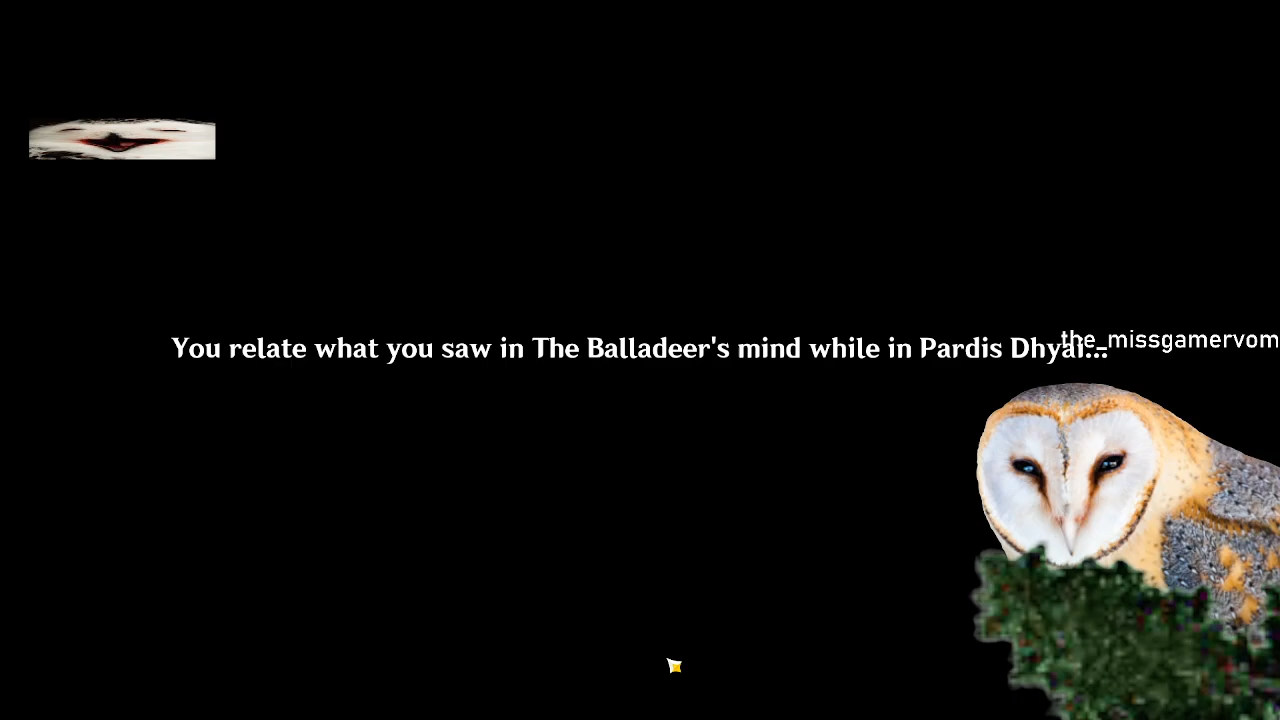 You relate what you saw in The Balladeer's mind while in Pardis Dhyai...
the_missgamervom